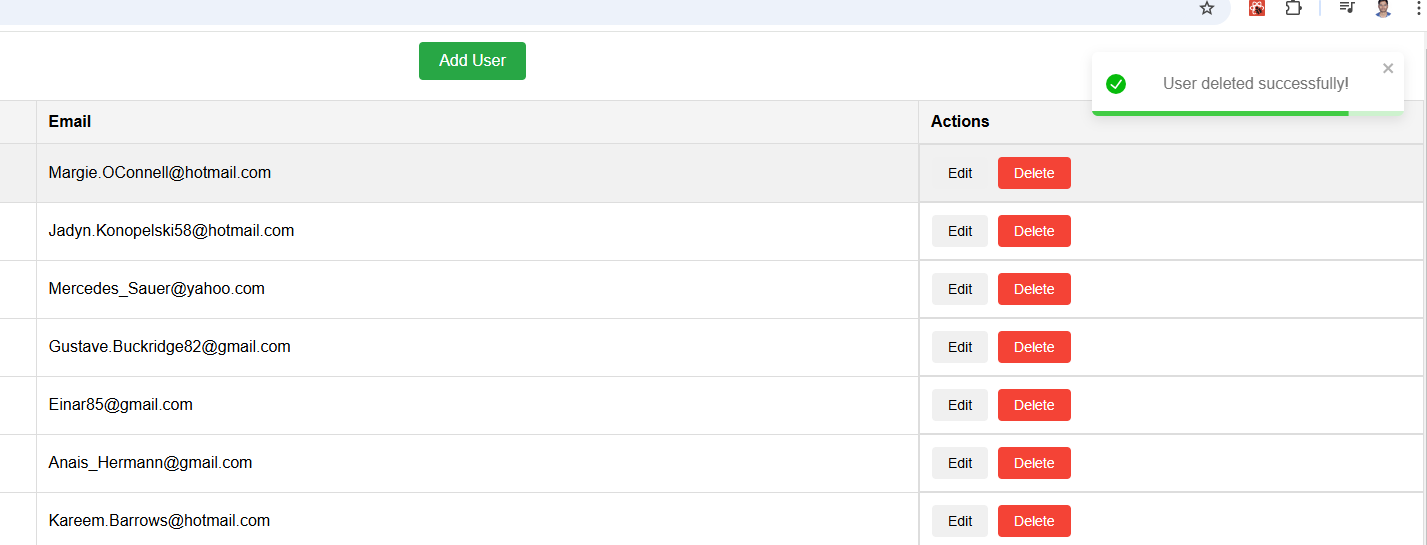 Add User
User deleted successfully!
Email Actions
Margie.OConnell@hotmail.com Edit Delete
Jadyn.Konopelski58@hotmail.com Edit Delete
Mercedes_Sauer@yahoo.com Edit Delete
Gustave.Buckridge82@gmail.com Edit Delete
Einar85@gmail.com Edit Delete
Anais_Hermann@gmail.com Edit Delete
Kareem.Barrows@hotmail.com Edit Delete